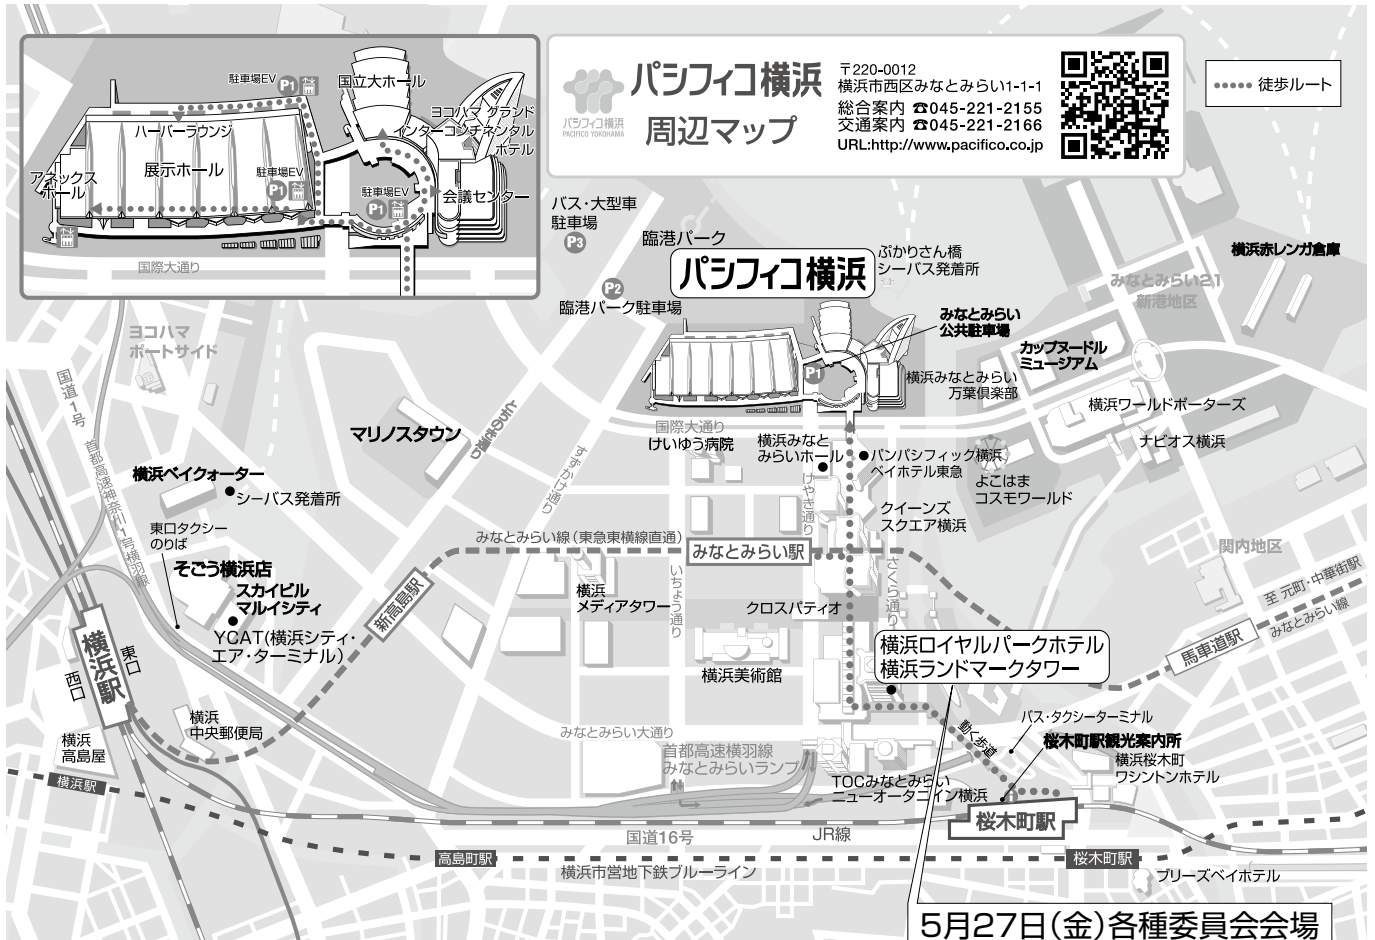 駐車場EV
P1
国立大ホール
ヨコハマ グランド
インターコンチネンタル
ホテル
ハーバーラウンジ
展示ホール
駐車場EV
P1
アネックス
ホール
駐車場EV
P1
会議センター
国際大通り
パシフィコ横浜
PACIFICO YOKOHAMA
パシフィコ横浜
周辺マップ
〒220-0012
横浜市西区みなとみらい1-1-1
総合案内 ☎045-221-2155
交通案内 ☎045-221-2166
URL:http://www.pacifico.co.jp
徒歩ルート
バス・大型車
駐車場
P3
臨港パーク
パシフィコ横浜
ぷかりさん橋
シーバス発着所
P2
臨港パーク駐車場
みなとみらい
公共駐車場
P1
横浜赤レンガ倉庫
みなとみらい21
新港地区
カップヌードル
ミュージアム
横浜みなとみらい
万葉倶楽部
横浜ワールドポーターズ
ナビオス横浜
ヨコハマ
ポートサイド
国道1号
首都高速神奈川1号横羽線
マリノスタウン
とちのき通り
すずかけ通り
国際大通り
けいゆう病院
横浜みなと
みらいホール
パンパシフィック横浜
ベイホテル東急
よこはま
コスモワールド
けやき通り
クイーンズ
スクエア横浜
横浜ベイクォーター
シーバス発着所
東口タクシー
のりば
そごう横浜店
スカイビル
マルイシティ
YCAT(横浜シティ・
エア・ターミナル)
みなとみらい線(東急東横線直通)
みなとみらい駅
新高島駅
横浜
メディアタワー
いちょう通り
クロスパティオ
さくら通り
関内地区
至 元町・中華街駅
みなとみらい線
馬車道駅
横浜駅
東口
西口
横浜美術館
横浜ロイヤルパークホテル
横浜ランドマークタワー
横浜
中央郵便局
横浜
高島屋
横浜駅
みなとみらい大通り
首都高速横羽線
みなとみらいランプ
動く歩道
バス・タクシーターミナル
桜木町駅観光案内所
横浜桜木町
ワシントンホテル
TOCみなとみらい
ニューオータニイン横浜
桜木町駅
国道16号
JR線
高島町駅
横浜市営地下鉄ブルーライン
桜木町駅
ブリーズベイホテル
5月27日(金)各種委員会会場